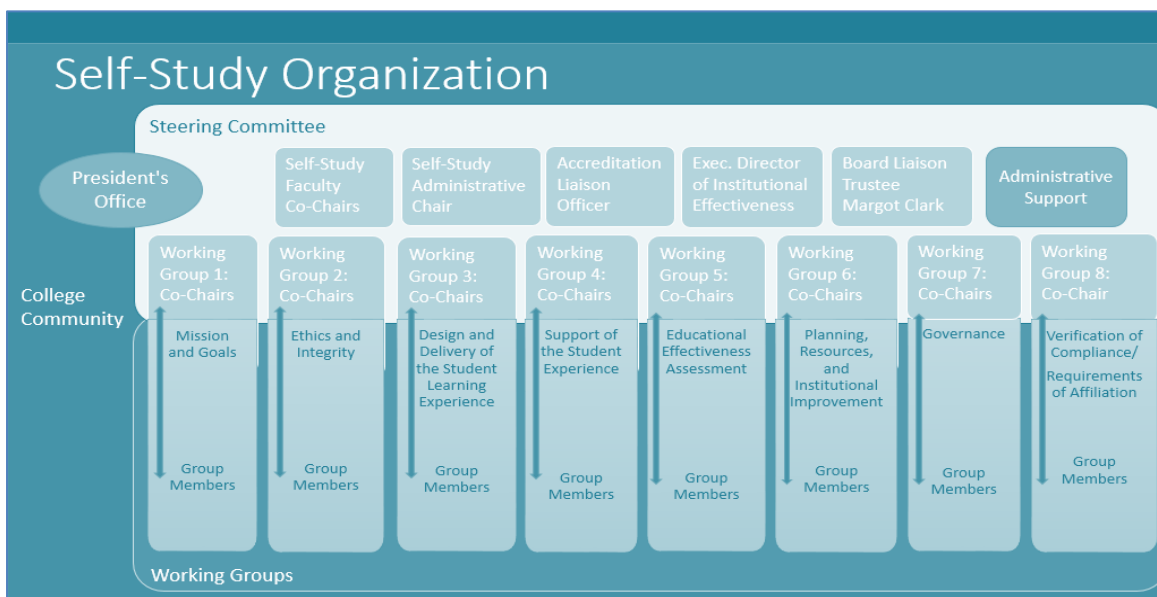 Self-Study Organization
Steering Committee
President's
Office
Self-Study
Faculty
Co-Chairs
Self-Study
Administrative
Chair
Accreditation
Liaison
Officer
Exec. Director
of Institutional
Effectiveness
Board Liaison
Trustee
Margot Clark
Administrative
Support
College
Community
Working
Group 1:
Co-Chairs
Working
Group 2:
Co-Chairs
Working
Group 3:
Co-Chairs
Working
Group 4:
Co-Chairs
Working
Group 5:
Co-Chairs
Working
Group 6:
Co-Chairs
Working
Group 7:
Co-Chairs
Working
Group 8:
Co-Chair
Mission
and Goals
Ethics and
Integrity
Design and
Delivery of
the Student
Learning
Experience
Support of
the Student
Experience
Educational
Effectiveness
Assessment
Planning,
Resources,
and
Institutional
Improvement
Governance
Verification of
Compliance/
Requirements
of Affiliation
Group
Members
Group
Members
Group
Members
Group
Members
Group
Members
Group
Members
Group
Members
Group
Members
Working Groups